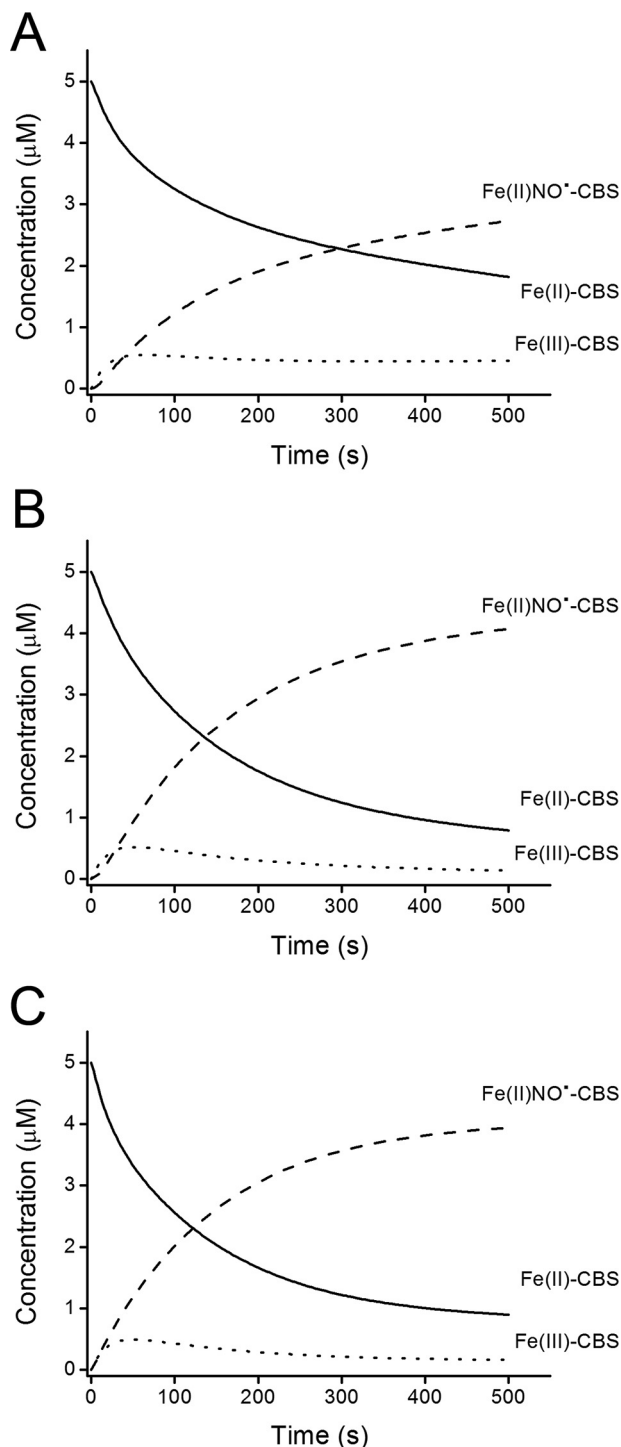 A
Concentration (μM)
5
4
3
2
1
0
Fe(II)NO▪-CBS
Fe(II)-CBS
Fe(III)-CBS
0 100 200 300 400 500
Time (s)
B
Concentration (μM)
5
4
3
2
1
0
Fe(II)NO▪-CBS
Fe(II)-CBS
Fe(III)-CBS
0 100 200 300 400 500
Time (s)
C
Concentration (μM)
5
4
3
2
1
0
Fe(II)NO▪-CBS
Fe(II)-CBS
Fe(III)-CBS
0 100 200 300 400 500
Time (s)